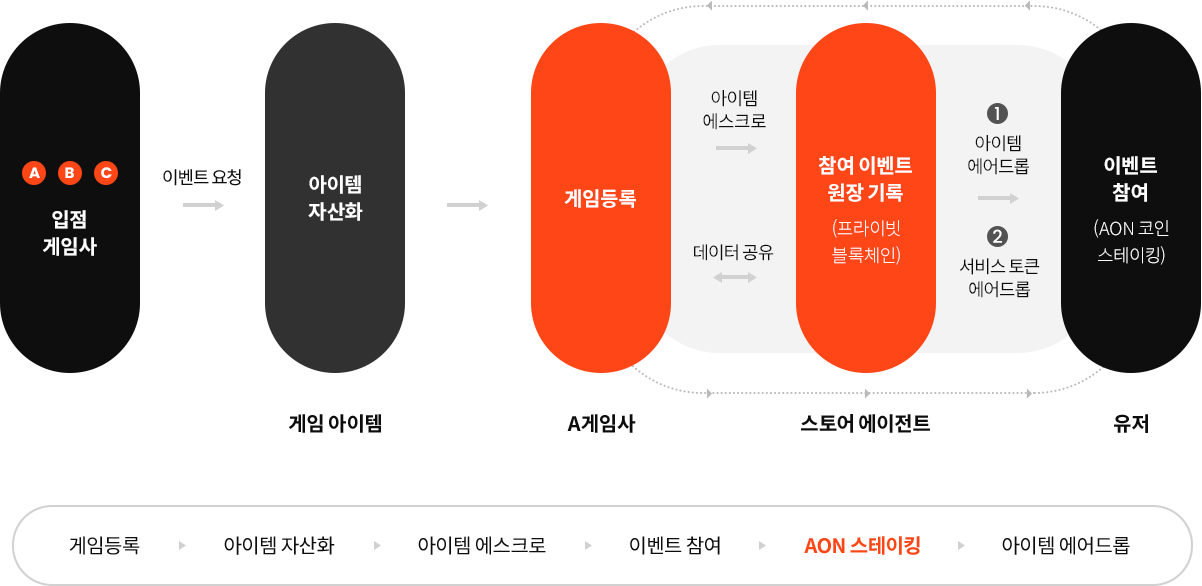 A B C
입점
게임사
이벤트 요청
아이템
자산화
게임등록
아이템
에스크로
데이터 공유
참여 이벤트
원장 기록
(프라이빗
블록체인)
1
아이템
에어드롭
2
서비스 토큰
에어드롭
이벤트
참여
(AON 코인
스테이킹)
게임 아이템
A게임사
스토어 에이전트
유저
게임등록 아이템 자산화 아이템 에스크로 이벤트 참여 AON 스테이킹 아이템 에어드롭